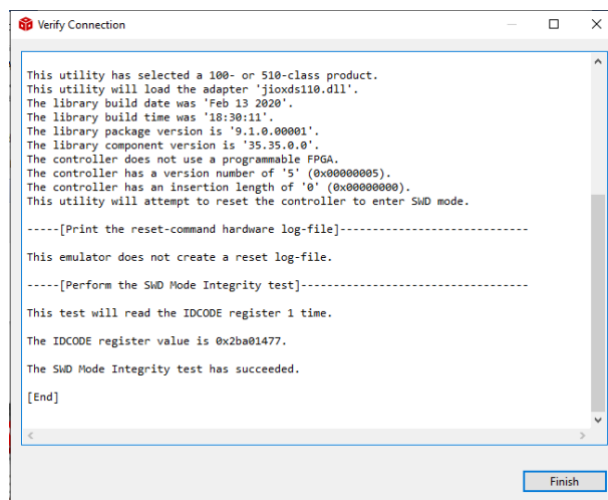 Verify Connection
This utility has selected a 100- or 510-class product.
This utility will load the adapter 'jioxds110.dll'.
The library build date was 'Feb 13 2020'.
The library build time was '18:30:11'.
The library package version is '9.1.0.00001'.
The library component version is '35.35.0.0'.
The controller does not use a programmable FPGA.
The controller has a version number of '5' (0x00000005).
The controller has an insertion length of '0' (0x00000000).
This utility will attempt to reset the controller to enter SWD mode.
-----[Print the reset-command hardware log-file]-----------------------------
This emulator does not create a reset log-file.
-----[Perform the SWD Mode Integrity test]-----------------------------------
This test will read the IDCODE register 1 time.
The IDCODE register value is 0x2ba01477.
The SWD Mode Integrity test has succeeded.
[End]
Finish